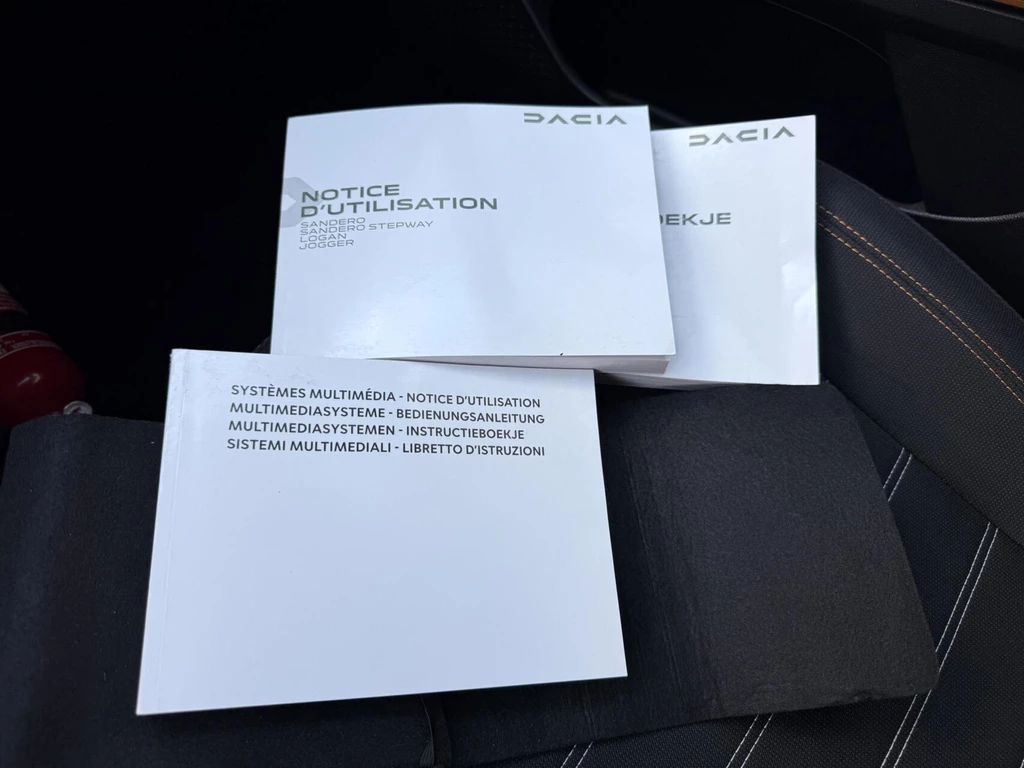 DACIA
NOTICE
D'UTILISATION
SANDERO
SANDERO STEPWAY
LOGAN
JOGGER
DACIA
OEKJE
SYSTÈMES MULTIMÉDIA - NOTICE D'UTILISATION
MULTIMEDIASYSTEME - BEDIENUNGSANLEITUNG
MULTIMEDIASYSTEMEN - INSTRUCTIEBOEKJE
SISTEMI MULTIMEDIALI - LIBRETTO D'ISTRUZIONI